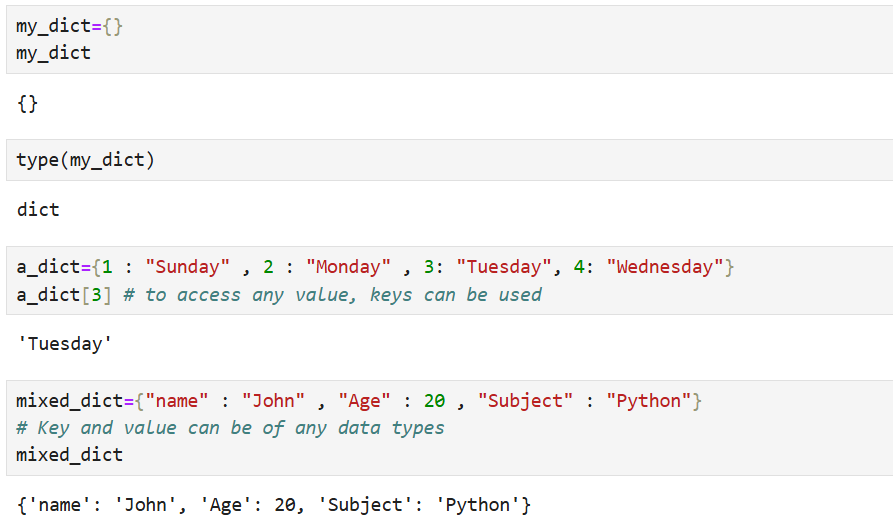 my_dict={}
my_dict
{}
type(my_dict)
dict
a_dict={1 : "Sunday" , 2 : "Monday" , 3: "Tuesday", 4: "Wednesday"}
a_dict[3] # to access any value, keys can be used
'Tuesday'
mixed_dict={"name" : "John" , "Age" : 20 , "Subject" : "Python"}
# Key and value can be of any data types
mixed_dict
{'name': 'John', 'Age': 20, 'Subject': 'Python'}